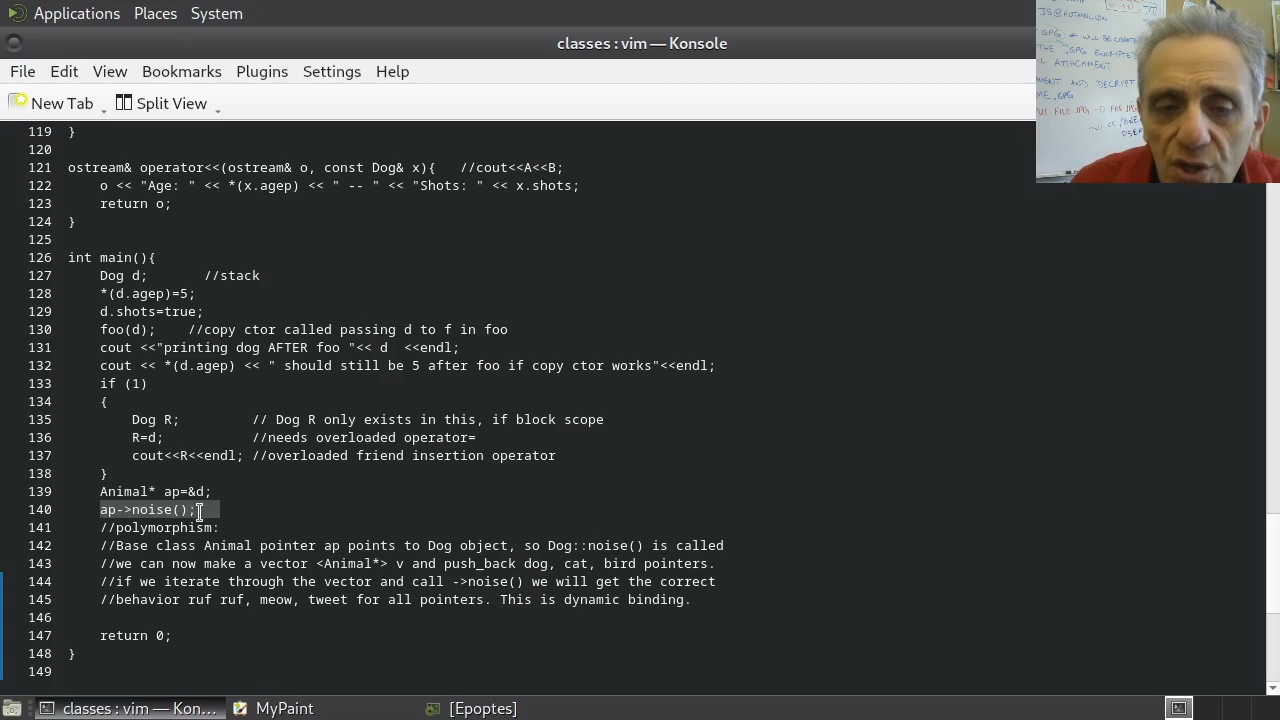 Applications Places System
classes : vim — Konsole
File Edit View Bookmarks Plugins Settings Help
New Tab Split View
119 }
120
121 ostream& operator<<(ostream& o, const Dog& x){ //cout<<A<<B;
122 o << "Age: " << *(x.agep) << " -- " << "Shots: " << x.shots;
123 return o;
124 }
125
126 int main(){
127 Dog d; //stack
128 *(d.agep)=5;
129 d.shots=true;
130 foo(d); //copy ctor called passing d to f in foo
131 cout <<"printing dog AFTER foo "<< d <<endl;
132 cout << *(d.agep) << " should still be 5 after foo if copy ctor works"<<endl;
133 if (1)
134 {
135 Dog R; // Dog R only exists in this, if block scope
136 R=d; //needs overloaded operator=
137 cout<<R<<endl; //overloaded friend insertion operator
138 }
139 Animal* ap=&d;
140 ap->noise();
141 //polymorphism:
142 //Base class Animal pointer ap points to Dog object, so Dog::noise() is called
143 //we can now make a vector <Animal*> v and push_back dog, cat, bird pointers.
144 //if we iterate through the vector and call ->noise() we will get the correct
145 //behavior ruf ruf, meow, tweet for all pointers. This is dynamic binding.
146
147 return 0;
148 }
149
classes : vim — Kon...
MyPaint
[Epoptes]
.GPG
WILL BE
THE .GPG
ATTACHMENT
AND DECRYPT
.GPG